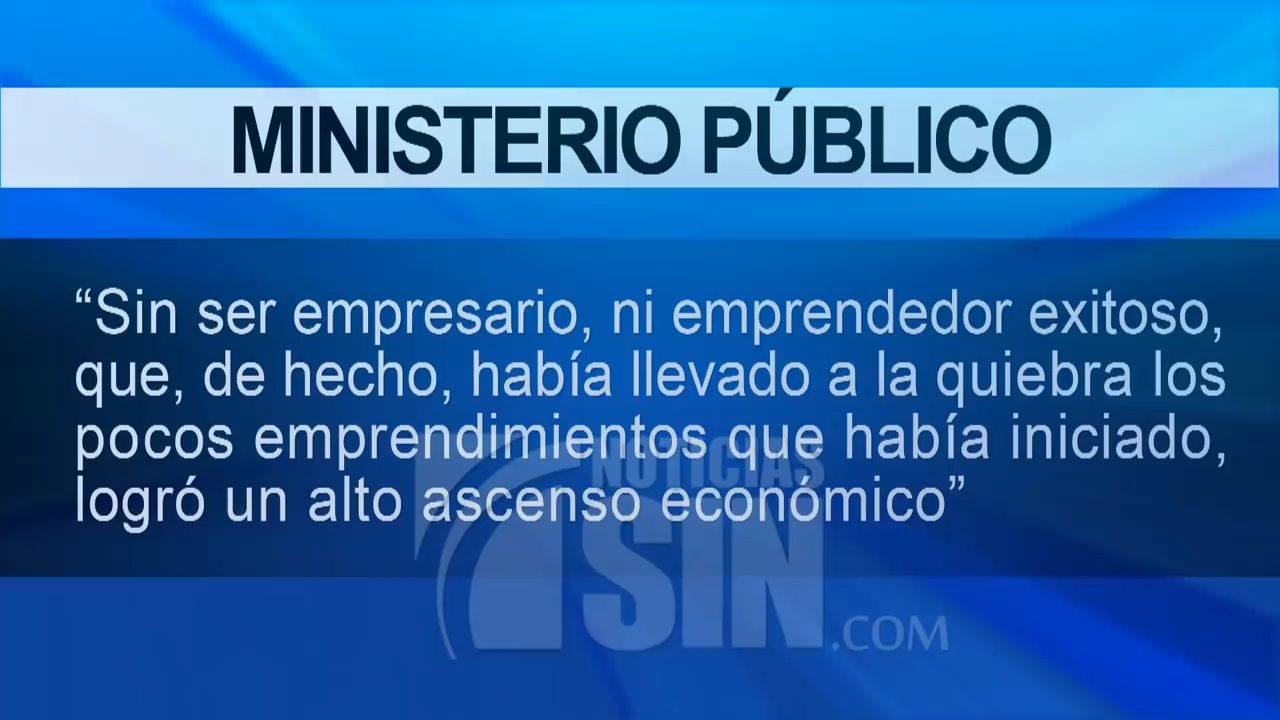 MINISTERIO PÚBLICO
“Sin ser empresario, ni emprendedor exitoso,
que, de hecho, había llevado a la quiebra los
pocos emprendimientos que había iniciado,
logró un alto ascenso económico”
NOTICIAS
SIN
.COM